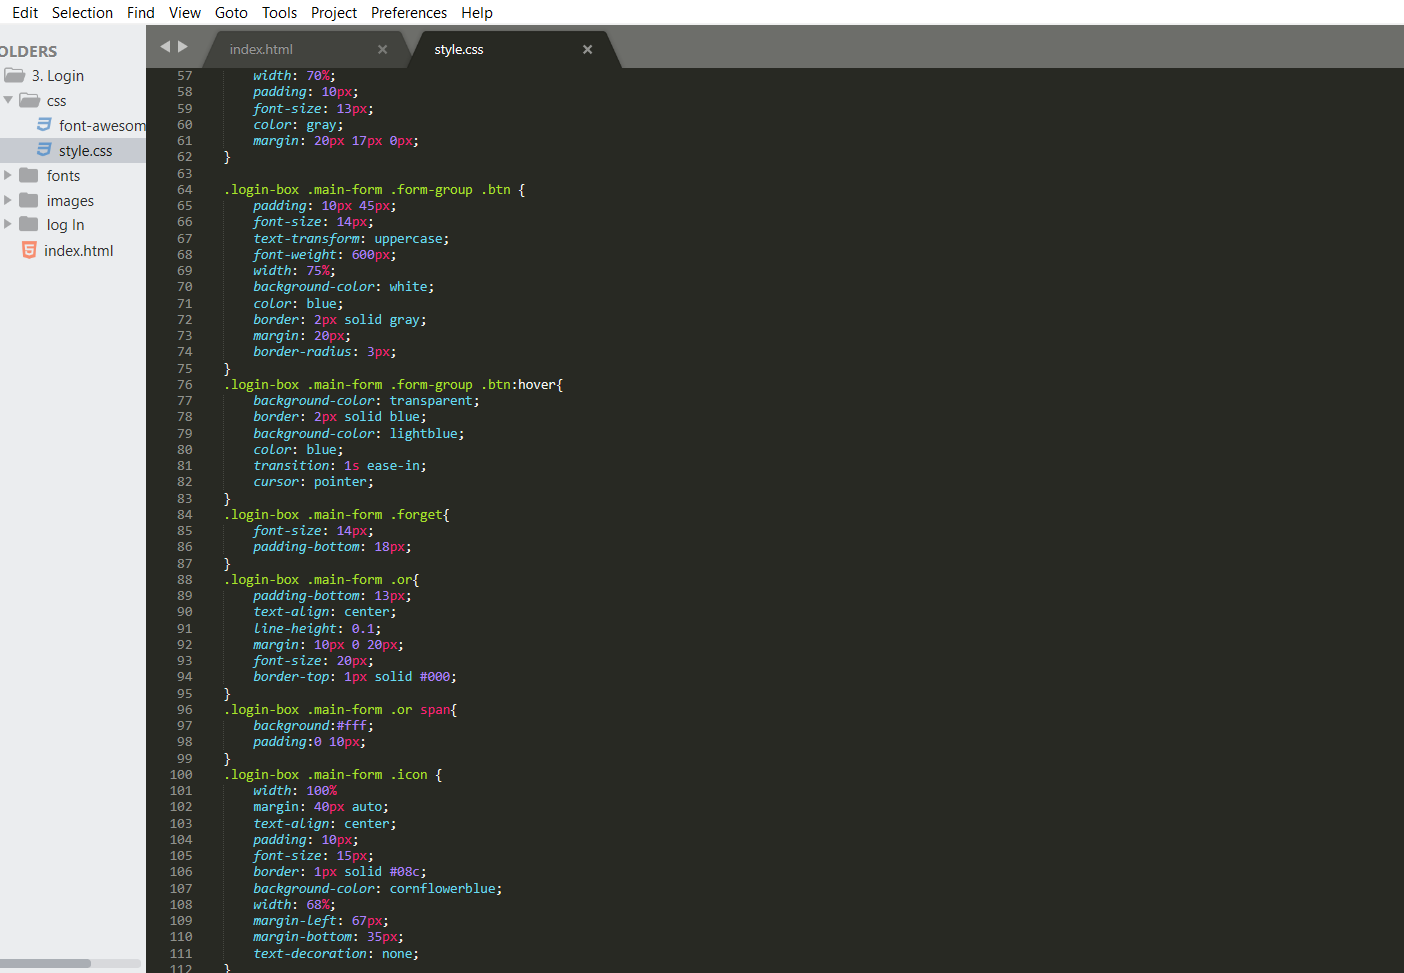 Edit Selection Find View Goto Tools Project Preferences Help
OLDERS
3. Login
css
font-awesom
style.css
fonts
images
log In
index.html
index.html × style.css ×
57 width: 70%;
58 padding: 10px;
59 font-size: 13px;
60 color: gray;
61 margin: 20px 17px 0px;
62 }
63
64 .login-box .main-form .form-group .btn {
65 padding: 10px 45px;
66 font-size: 14px;
67 text-transform: uppercase;
68 font-weight: 600px;
69 width: 75%;
70 background-color: white;
71 color: blue;
72 border: 2px solid gray;
73 margin: 20px;
74 border-radius: 3px;
75 }
76 .login-box .main-form .form-group .btn:hover{
77 background-color: transparent;
78 border: 2px solid blue;
79 background-color: lightblue;
80 color: blue;
81 transition: 1s ease-in;
82 cursor: pointer;
83 }
84 .login-box .main-form .forget{
85 font-size: 14px;
86 padding-bottom: 18px;
87 }
88 .login-box .main-form .or{
89 padding-bottom: 13px;
90 text-align: center;
91 line-height: 0.1;
92 margin: 10px 0 20px;
93 font-size: 20px;
94 border-top: 1px solid #000;
95 }
96 .login-box .main-form .or span{
97 background:#fff;
98 padding:0 10px;
99 }
100 .login-box .main-form .icon {
101 width: 100%
102 margin: 40px auto;
103 text-align: center;
104 padding: 10px;
105 font-size: 15px;
106 border: 1px solid #08c;
107 background-color: cornflowerblue;
108 width: 68%;
109 margin-left: 67px;
110 margin-bottom: 35px;
111 text-decoration: none;
112 }